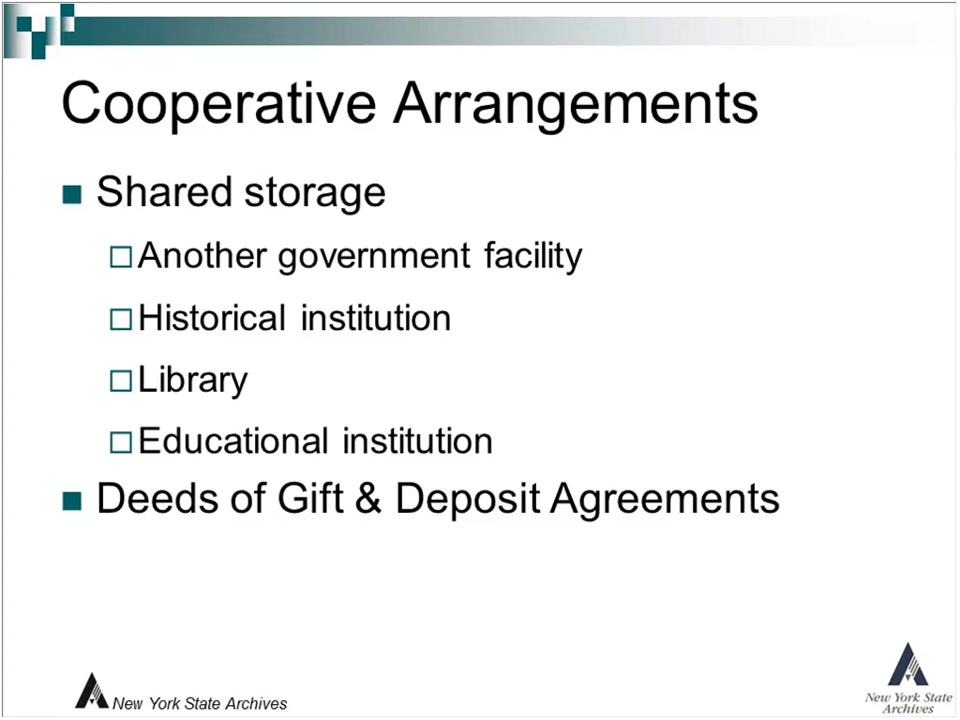 Cooperative Arrangements
Shared storage
Another government facility
Historical institution
Library
Educational institution
Deeds of Gift & Deposit Agreements
New York State Archives
New York State
Archives